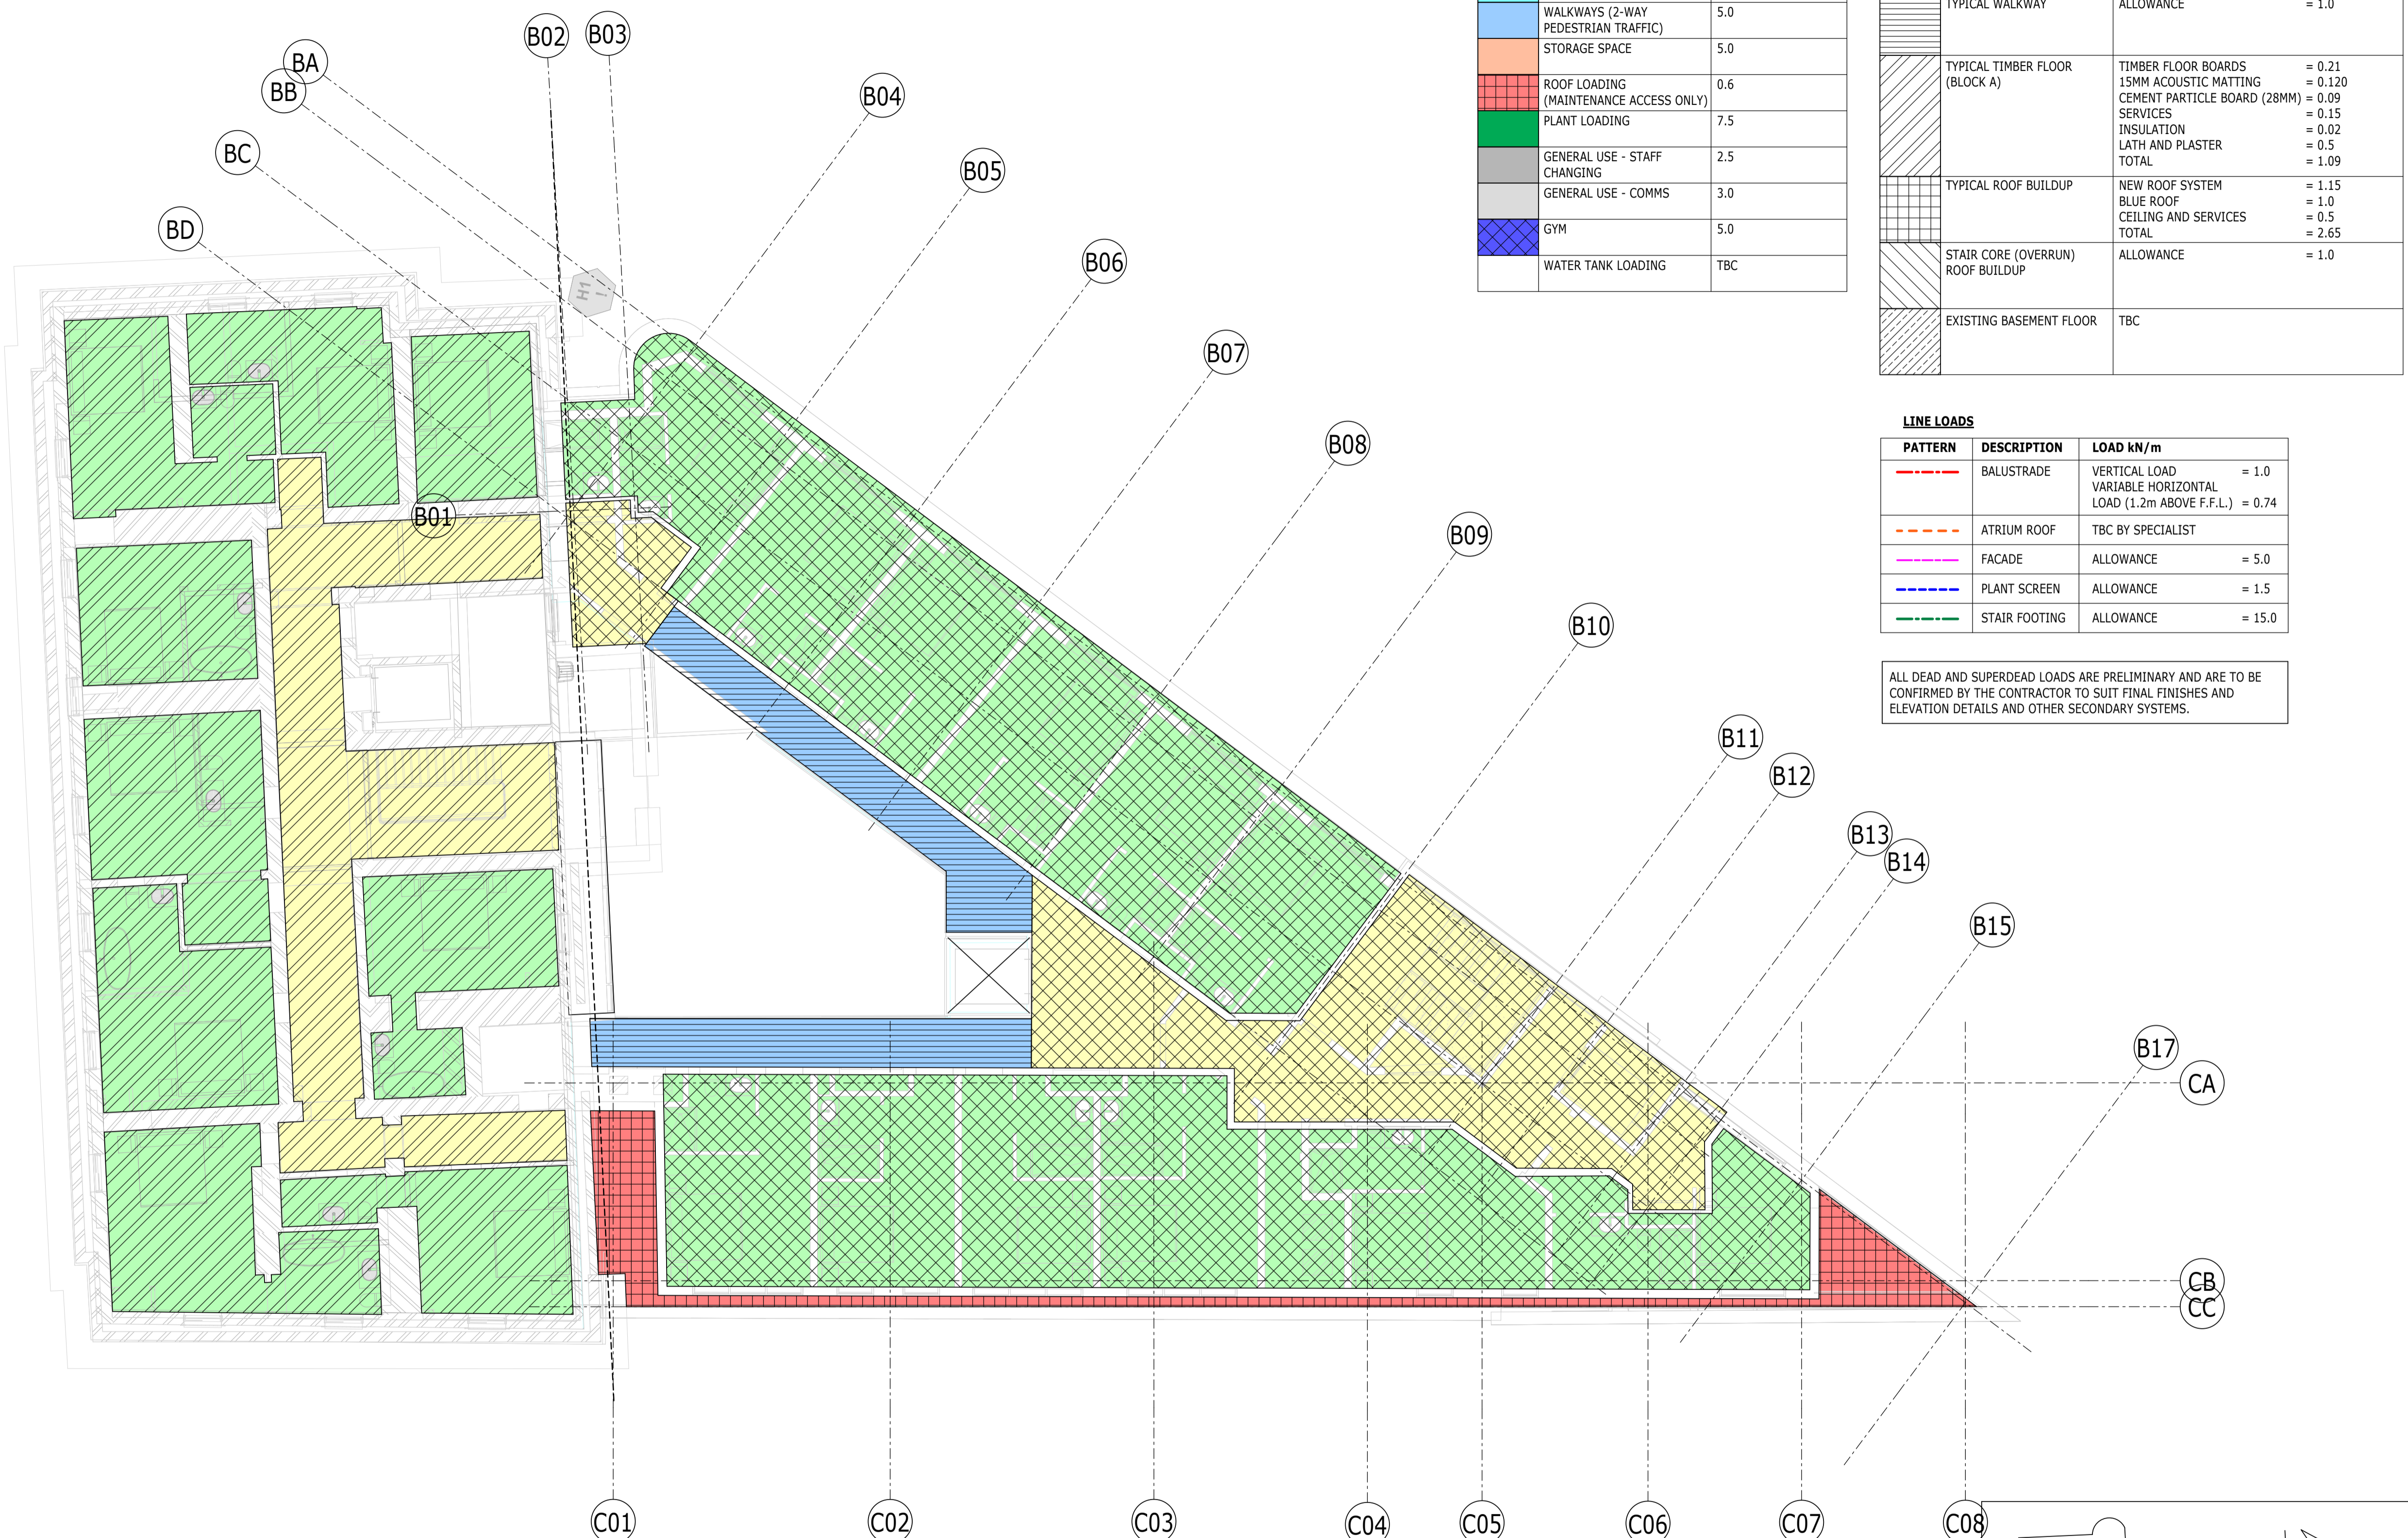 WALKWAYS (2-WAY
PEDESTRIAN TRAFFIC) 5.0
STORAGE SPACE 5.0
ROOF LOADING
(MAINTENANCE ACCESS ONLY) 0.6
PLANT LOADING 7.5
GENERAL USE - STAFF
CHANGING 2.5
GENERAL USE - COMMS 3.0
GYM 5.0
WATER TANK LOADING TBC
TYPICAL WALKWAY ALLOWANCE = 1.0
TYPICAL TIMBER FLOOR
(BLOCK A)
TIMBER FLOOR BOARDS = 0.21
15MM ACOUSTIC MATTING = 0.120
CEMENT PARTICLE BOARD (28MM) = 0.09
SERVICES = 0.15
INSULATION = 0.02
LATH AND PLASTER = 0.5
TOTAL = 1.09
TYPICAL ROOF BUILDUP
NEW ROOF SYSTEM = 1.15
BLUE ROOF = 1.0
CEILING AND SERVICES = 0.5
TOTAL = 2.65
STAIR CORE (OVERRUN)
ROOF BUILDUP
ALLOWANCE = 1.0
EXISTING BASEMENT FLOOR TBC
LINE LOADS
PATTERN DESCRIPTION LOAD kN/m
BALUSTRADE
VERTICAL LOAD = 1.0
VARIABLE HORIZONTAL
LOAD (1.2m ABOVE F.F.L.) = 0.74
ATRIUM ROOF TBC BY SPECIALIST
FACADE ALLOWANCE = 5.0
PLANT SCREEN ALLOWANCE = 1.5
STAIR FOOTING ALLOWANCE = 15.0
ALL DEAD AND SUPERDEAD LOADS ARE PRELIMINARY AND ARE TO BE
CONFIRMED BY THE CONTRACTOR TO SUIT FINAL FINISHES AND
ELEVATION DETAILS AND OTHER SECONDARY SYSTEMS.
B02
B03
BA
BB
B04
BC
B05
BD
B06
H1
!
B07
B08
B01
B09
B10
B11
B12
B13
B14
B15
B17
CA
CB
CC
C01
C02
C03
C04
C05
C06
C07
C08